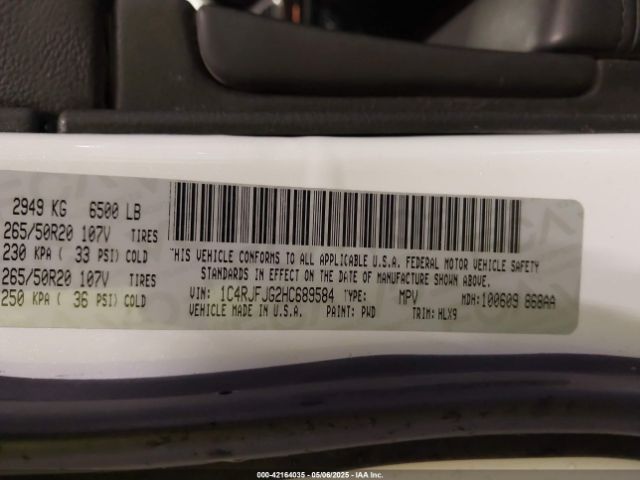 2949 KG 6500 LB
265/50R20 107V TIRES
230 KPA ( 33 PSI) COLD
265/50R20 107V TIRES
250 KPA ( 36 PSI) COLD
THIS VEHICLE CONFORMS TO ALL APPLICABLE U.S.A. FEDERAL MOTOR VEHICLE SAFETY
STANDARDS IN EFFECT ON THE DATE OF MANUFACTURE SHOWN ABOVE.
VIN: 1C4RJFJG2HC689584 TYPE: MPV MDH:100609 868AA
MADE IN U.S.A. PAINT: PWD TRIM: HLX9
000-42164035 - 05/06/2025 - IAA Inc.